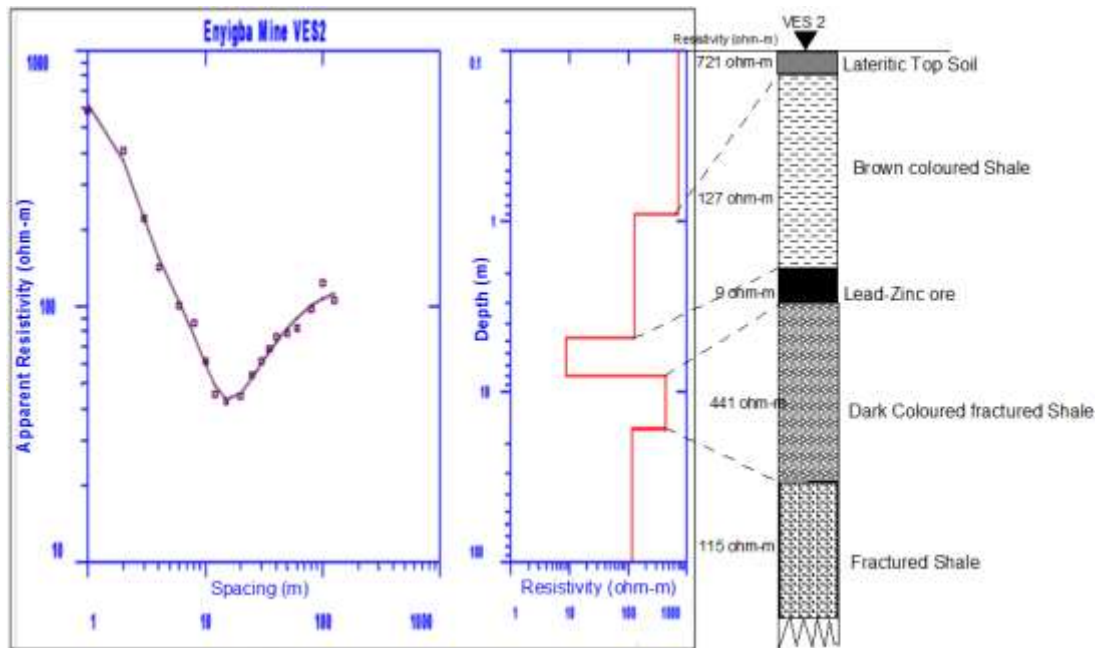 Enyigba Mine VES2
1000
100
10
Apparent Resistivity (ohm-m)
Spacing (m)
1 10 100 1000
0.1
1
10
100
Depth (m)
Resistivity (ohm-m)
1 10 100 1000
VES 2
Resistivity (ohm-m)
721 ohm-m
Lateritic Top Soil
127 ohm-m
Brown coloured Shale
9 ohm-m
Lead-Zinc ore
441 ohm-m
Dark Coloured fractured Shale
115 ohm-m
Fractured Shale